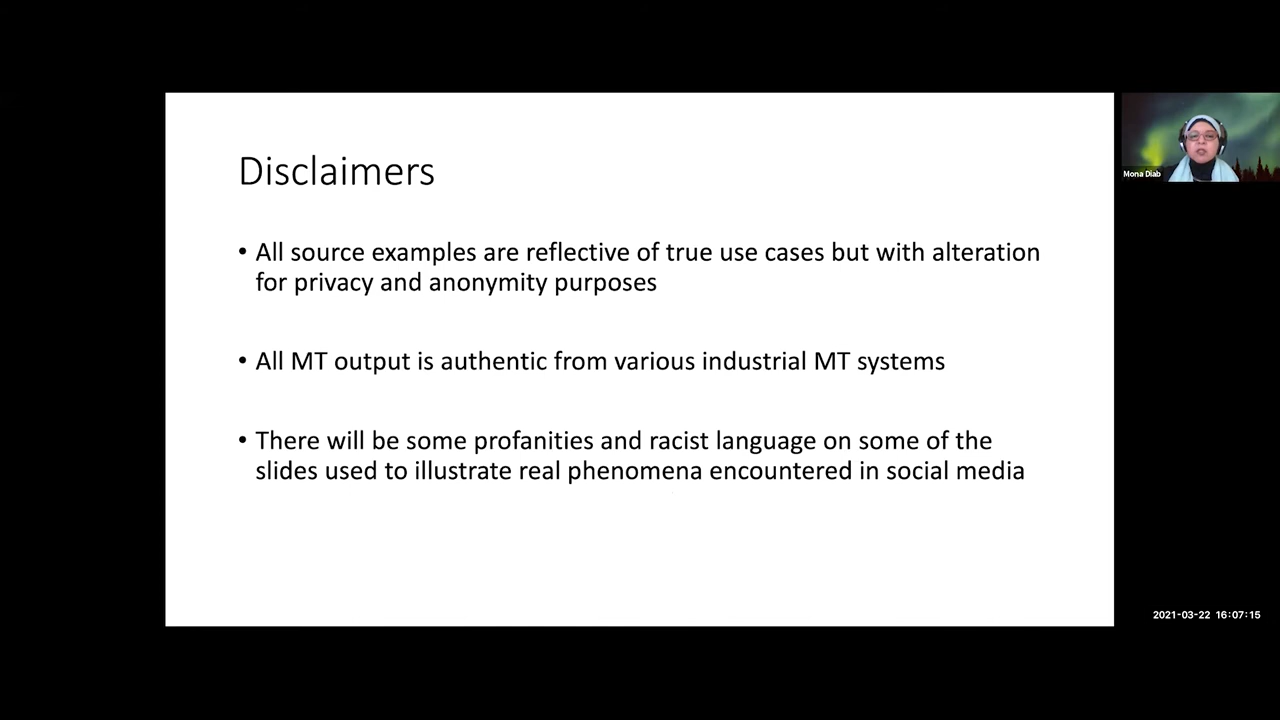 Disclaimers
• All source examples are reflective of true use cases but with alteration
for privacy and anonymity purposes
• All MT output is authentic from various industrial MT systems
• There will be some profanities and racist language on some of the
slides used to illustrate real phenomena encountered in social media
Mona Diab
2021-03-22 16:07:15